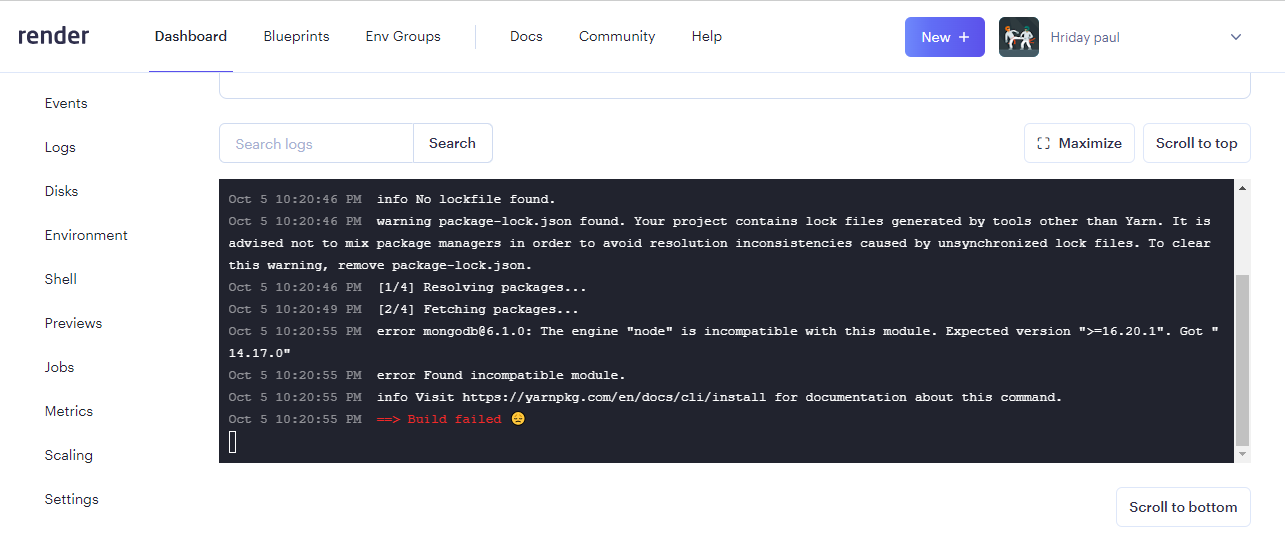 render
Dashboard Blueprints Env Groups Docs Community Help New + Hriday paul
Events
Logs
Disks
Environment
Shell
Previews
Jobs
Metrics
Scaling
Settings
Search logs Search Maximize Scroll to top
Oct 5 10:20:46 PM info No lockfile found.
Oct 5 10:20:46 PM warning package-lock.json found. Your project contains lock files generated by tools other than Yarn. It is
advised not to mix package managers in order to avoid resolution inconsistencies caused by unsynchronized lock files. To clear
this warning, remove package-lock.json.
Oct 5 10:20:46 PM [1/4] Resolving packages...
Oct 5 10:20:49 PM [2/4] Fetching packages...
Oct 5 10:20:55 PM error mongodb@6.1.0: The engine "node" is incompatible with this module. Expected version ">=16.20.1". Got "
14.17.0"
Oct 5 10:20:55 PM error Found incompatible module.
Oct 5 10:20:55 PM info Visit https://yarnpkg.com/en/docs/cli/install for documentation about this command.
Oct 5 10:20:55 PM ==> Build failed 😞
Scroll to bottom